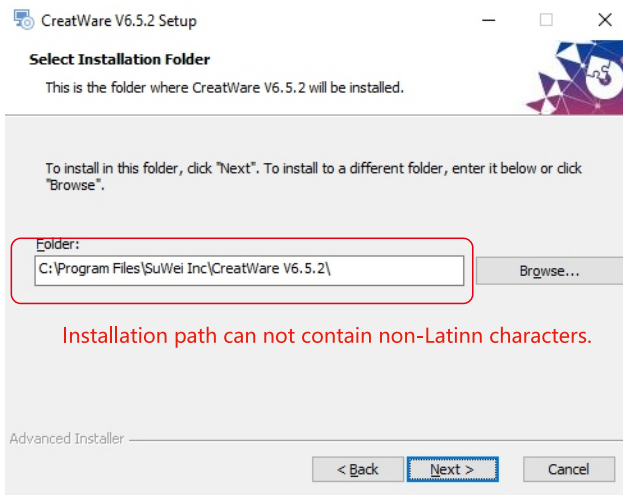 CreatWare V6.5.2 Setup
Select Installation Folder
This is the folder where CreatWare V6.5.2 will be installed.
To install in this folder, click "Next". To install to a different folder, enter it below or click
"Browse".
Folder:
C:\Program Files\SuWei Inc\CreatWare V6.5.2\
Browse...
Installation path can not contain non-Latinn characters.
Advanced Installer
< Back
Next >
Cancel